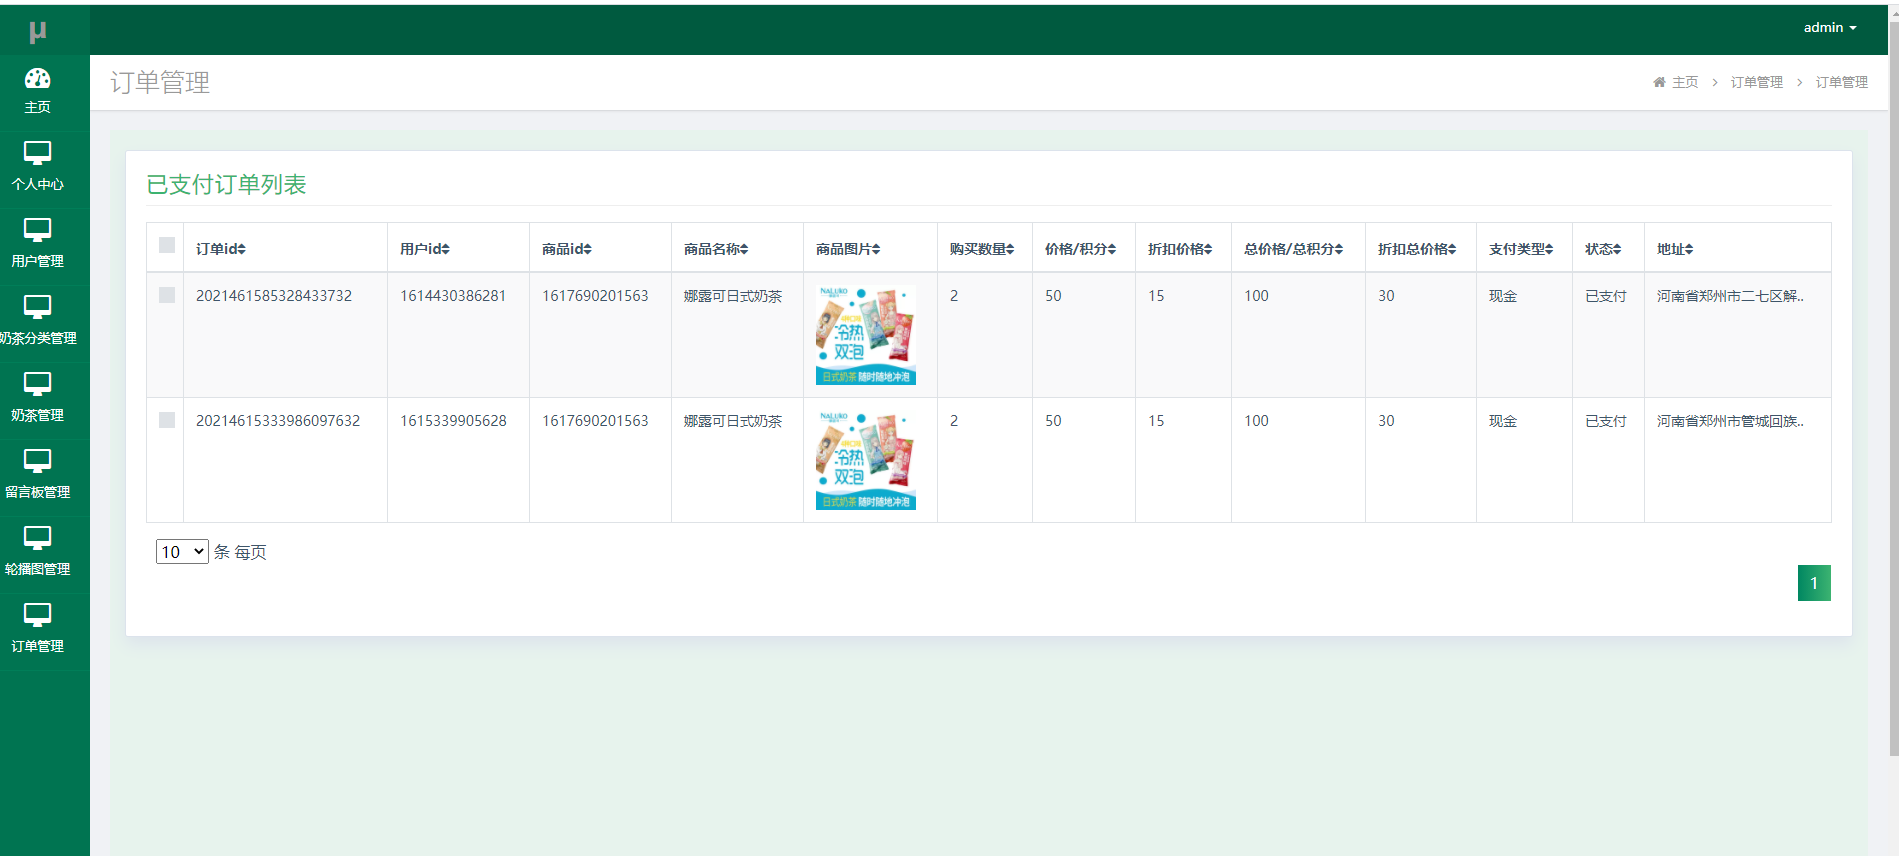 µ
admin
主页
个人中心
用户管理
奶茶分类管理
奶茶管理
留言板管理
轮播图管理
订单管理
订单管理
主页 > 订单管理 > 订单管理
已支付订单列表
订单id 用户id 商品id 商品名称 商品图片 购买数量 价格/积分 折扣价格 总价格/总积分 折扣总价格 支付类型 状态 地址
2021461585328433732 1614430386281 1617690201563 娜露可日式奶茶 2 50 15 100 30 现金 已支付 河南省郑州市二七区解..
NALUKO
冷热
双泡
日式奶茶 随时随地冲泡
20214615333986097632 1615339905628 1617690201563 娜露可日式奶茶 2 50 15 100 30 现金 已支付 河南省郑州市管城回族..
NALUKO
冷热
双泡
日式奶茶 随时随地冲泡
10 条 每页
1